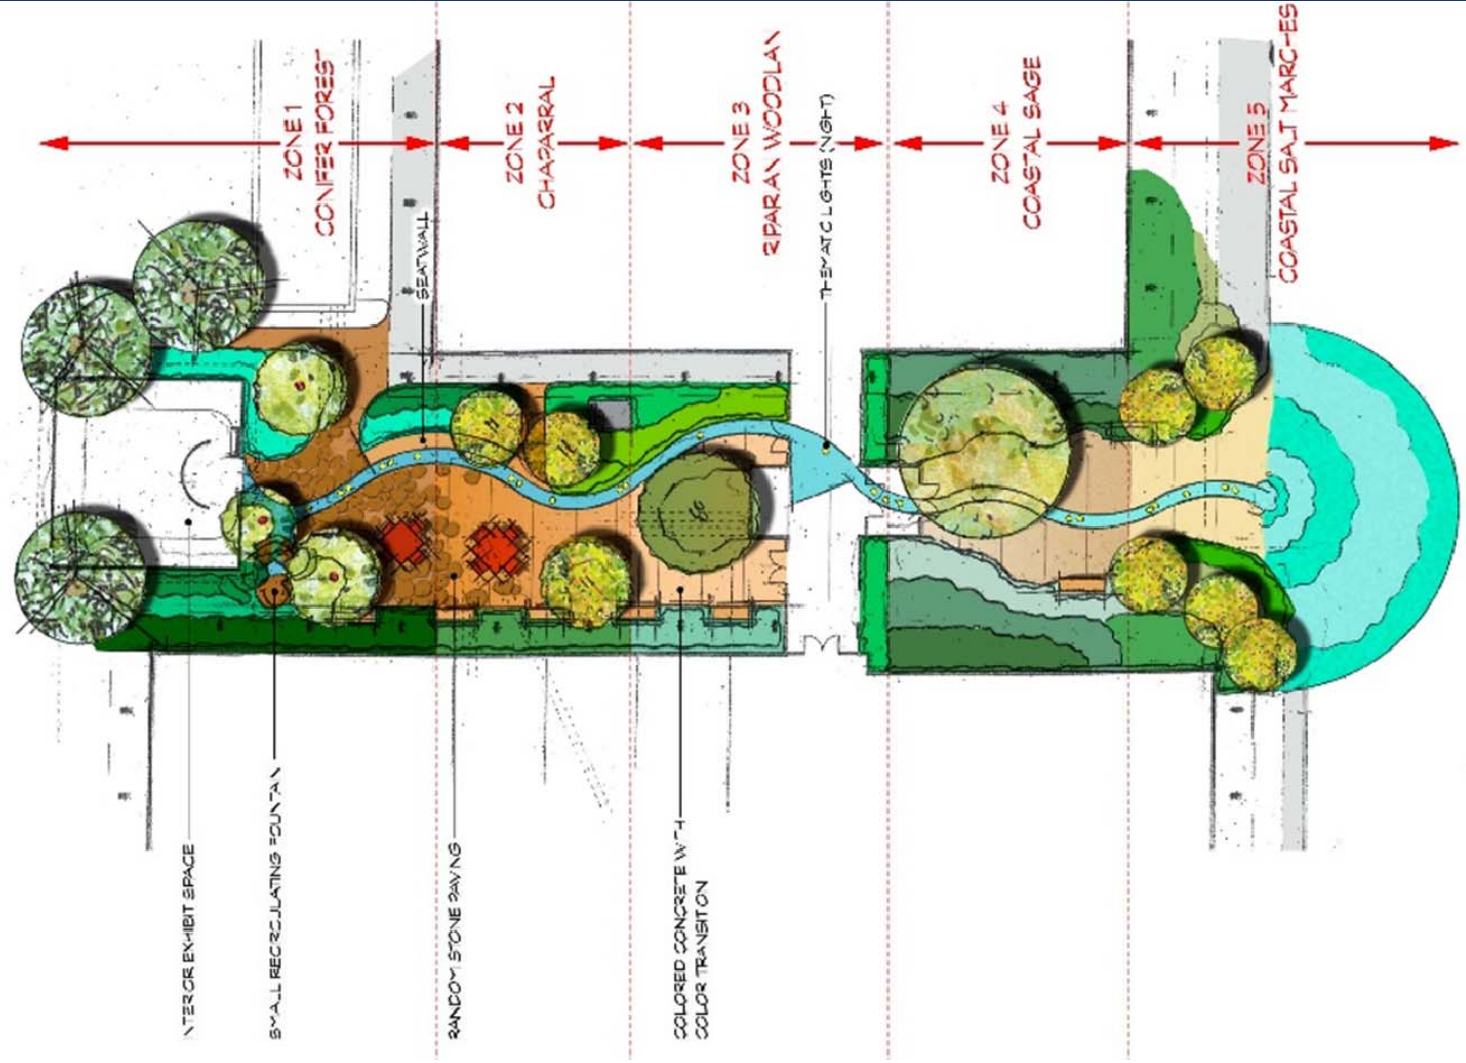 ZONE 1
CONIFER FOREST
ZONE 2
CHAPARRAL
ZONE 3
RIPARIAN WOODLAN
ZONE 4
COASTAL SAGE
ZONE 5
COASTAL SALT MARCHES
SEATWALL
THEMATIC LIGHTS (NIGHT)
INTERIOR EXHIBIT SPACE
SMALL RECIRCULATING FOUNTAIN
RANDOM STONE PAVING
COLORED CONCRETE WITH
COLOR TRANSITION